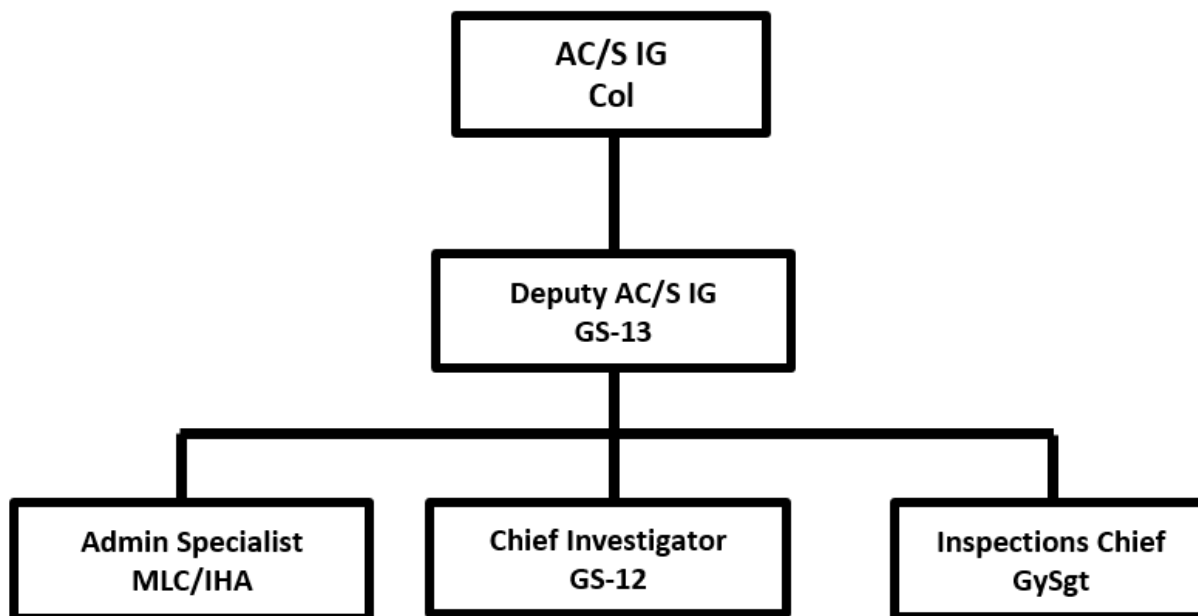 AC/S IG
Col
Deputy AC/S IG
GS-13
Admin Specialist
MLC/IHA
Chief Investigator
GS-12
Inspections Chief
GySgt